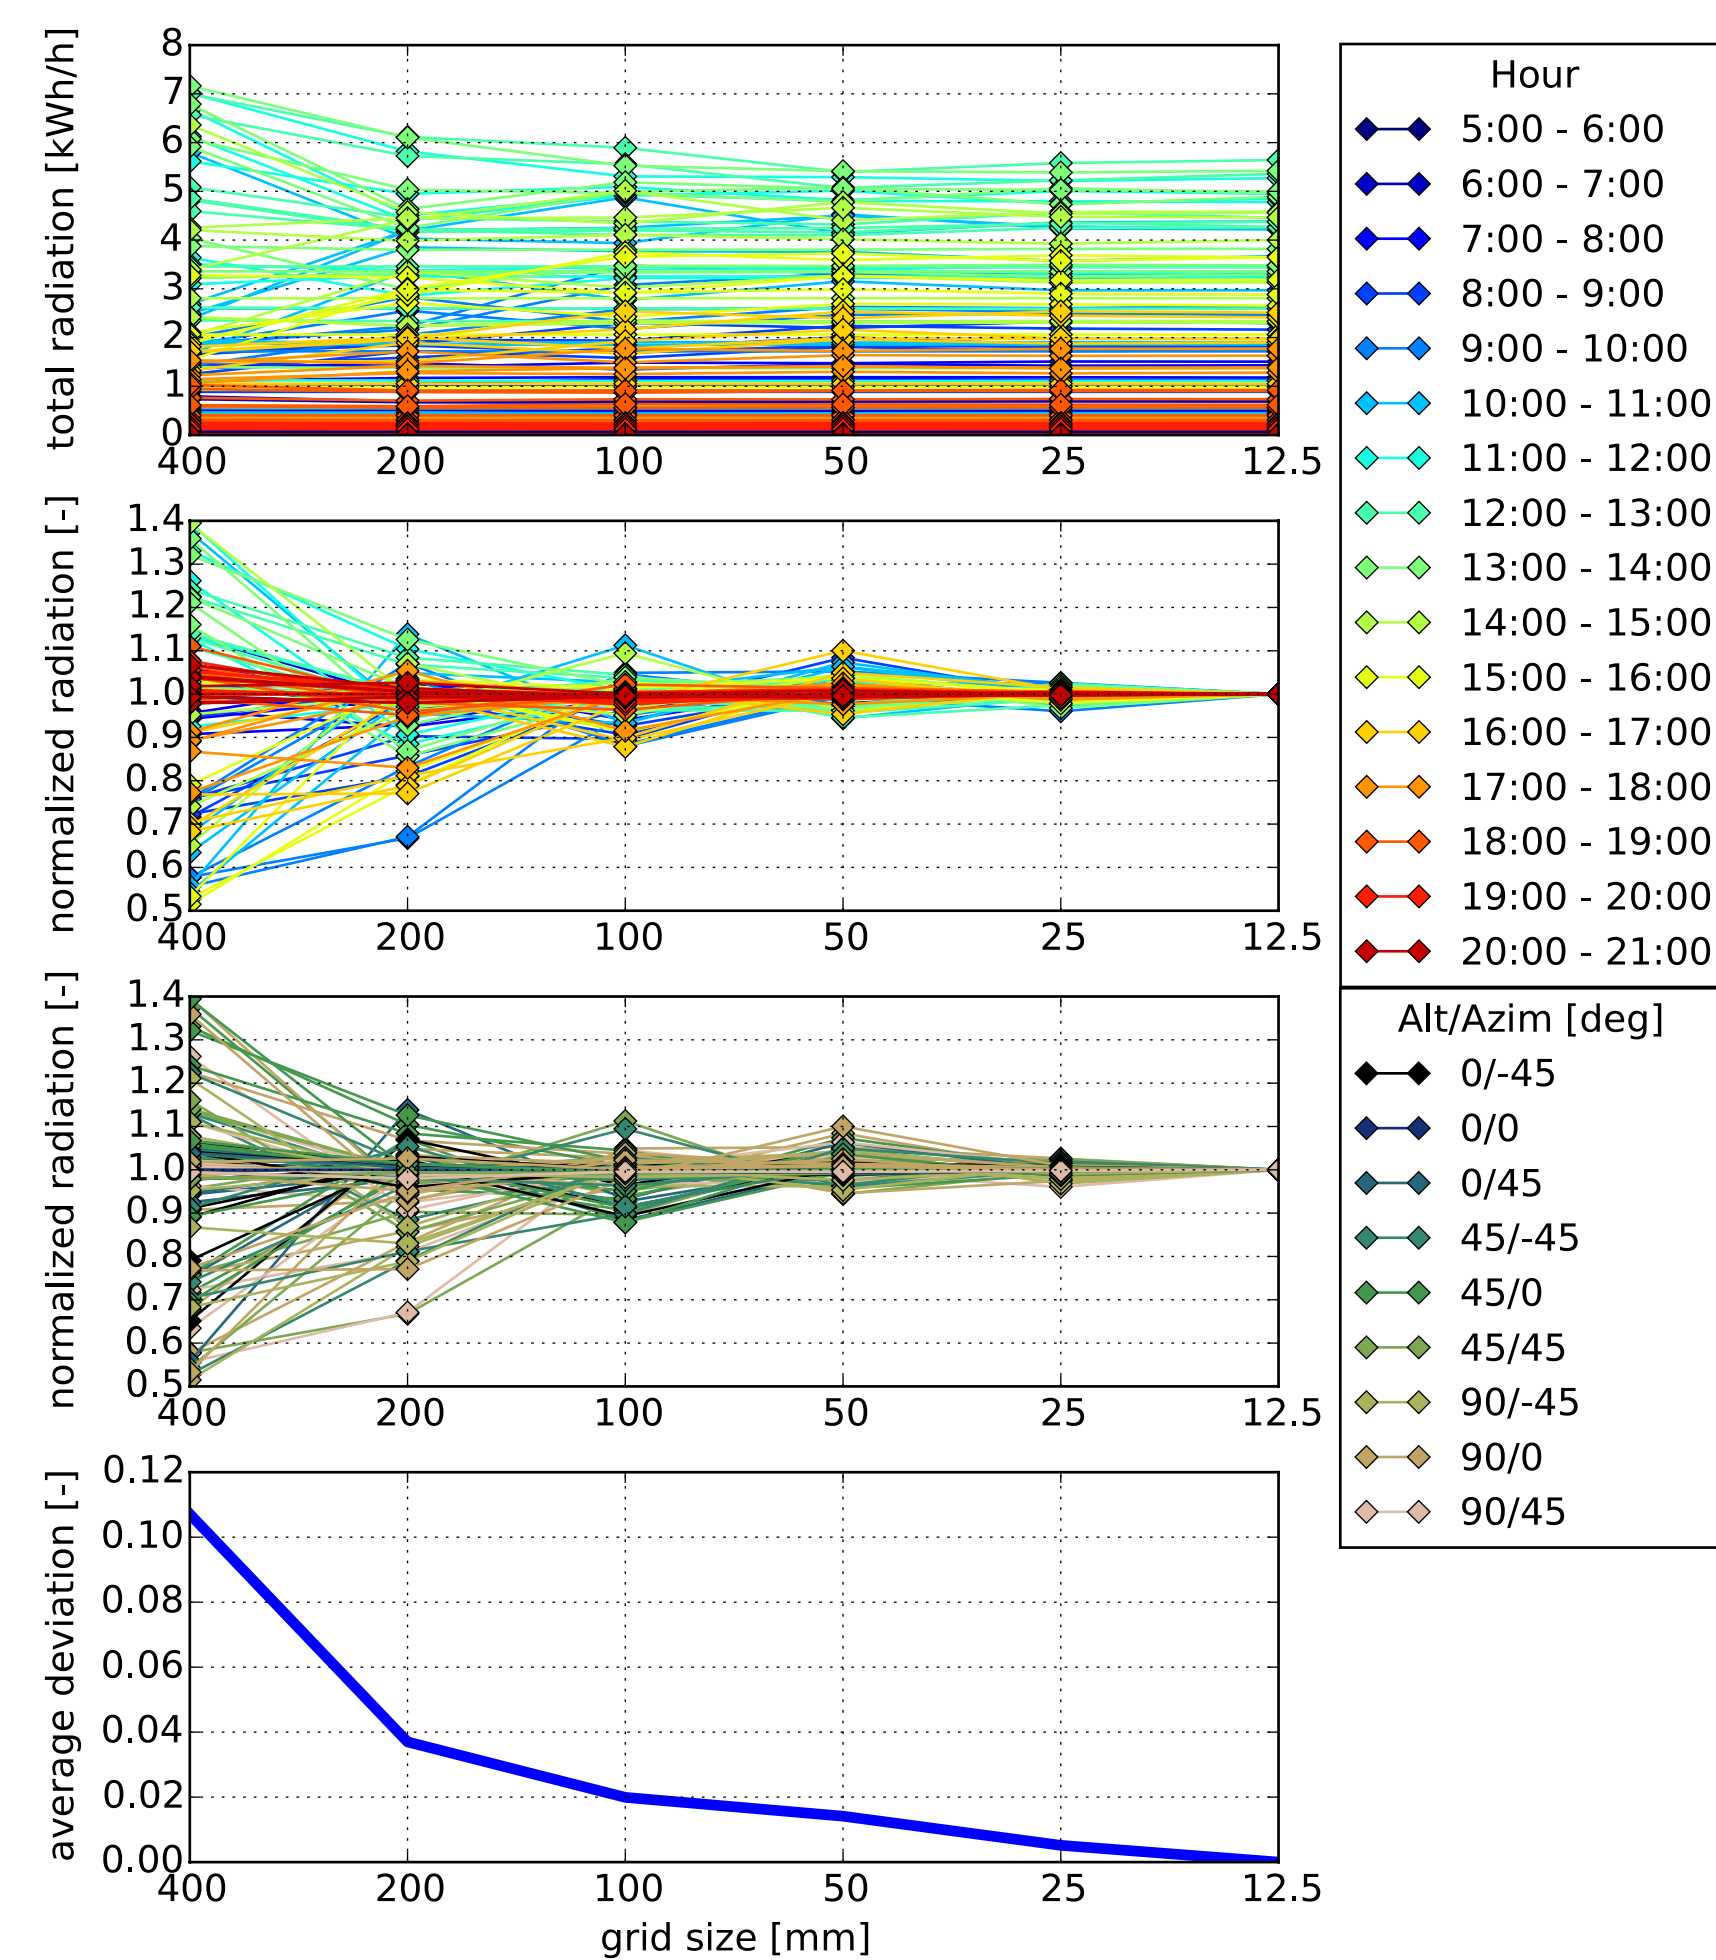 total radiation [kWh/h]
8
7
6
5
4
3
2
1
0
400 200 100 50 25 12.5
normalized radiation [-]
1.4
1.3
1.2
1.1
1.0
0.9
0.8
0.7
0.6
0.5
400 200 100 50 25 12.5
normalized radiation [-]
1.4
1.3
1.2
1.1
1.0
0.9
0.8
0.7
0.6
0.5
400 200 100 50 25 12.5
average deviation [-]
0.12
0.10
0.08
0.06
0.04
0.02
0.00
400 200 100 50 25 12.5
grid size [mm]
Hour
5:00 - 6:00
6:00 - 7:00
7:00 - 8:00
8:00 - 9:00
9:00 - 10:00
10:00 - 11:00
11:00 - 12:00
12:00 - 13:00
13:00 - 14:00
14:00 - 15:00
15:00 - 16:00
16:00 - 17:00
17:00 - 18:00
18:00 - 19:00
19:00 - 20:00
20:00 - 21:00
Alt/Azim [deg]
0/-45
0/0
0/45
45/-45
45/0
45/45
90/-45
90/0
90/45